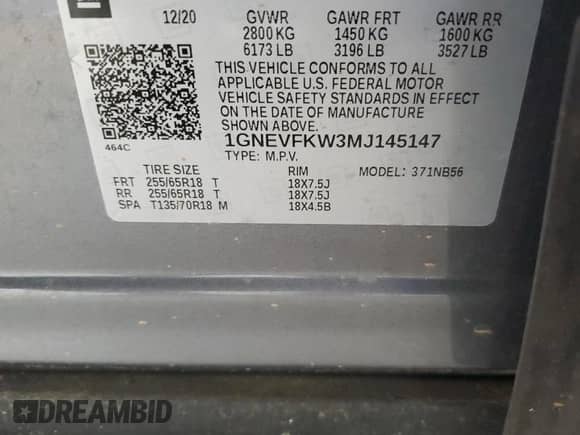 12/20 GVWR GAWR FRT GAWR RR
2800 KG 1450 KG 1600 KG
6173 LB 3196 LB 3527 LB
THIS VEHICLE CONFORMS TO ALL
APPLICABLE U.S. FEDERAL MOTOR
VEHICLE SAFETY STANDARDS IN EFFECT
ON THE DATE OF MANUFACTURE
SHOWN ABOVE.
464C 1GNEVFKW3MJ145147
TYPE: M.P.V.
TIRE SIZE RIM MODEL: 371NB56
FRT 255/65R18 T 18X7.5J
RR 255/65R18 T 18X7.5J
SPA T135/70R18 M 18X4.5B
DREAMBID